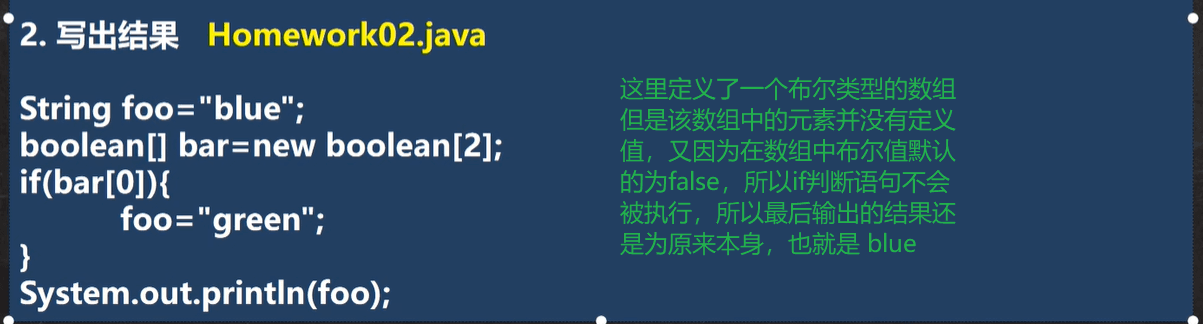 2. 写出结果 Homework02.java
String foo="blue";
boolean[] bar=new boolean[2];
if(bar[0]){
foo="green";
}
System.out.println(foo);
这里定义了一个布尔类型的数组
但是该数组中的元素并没有定义
值，又因为在数组中布尔值默认
的为false，所以if判断语句不会
被执行，所以最后输出的结果还
是为原来本身，也就是 blue